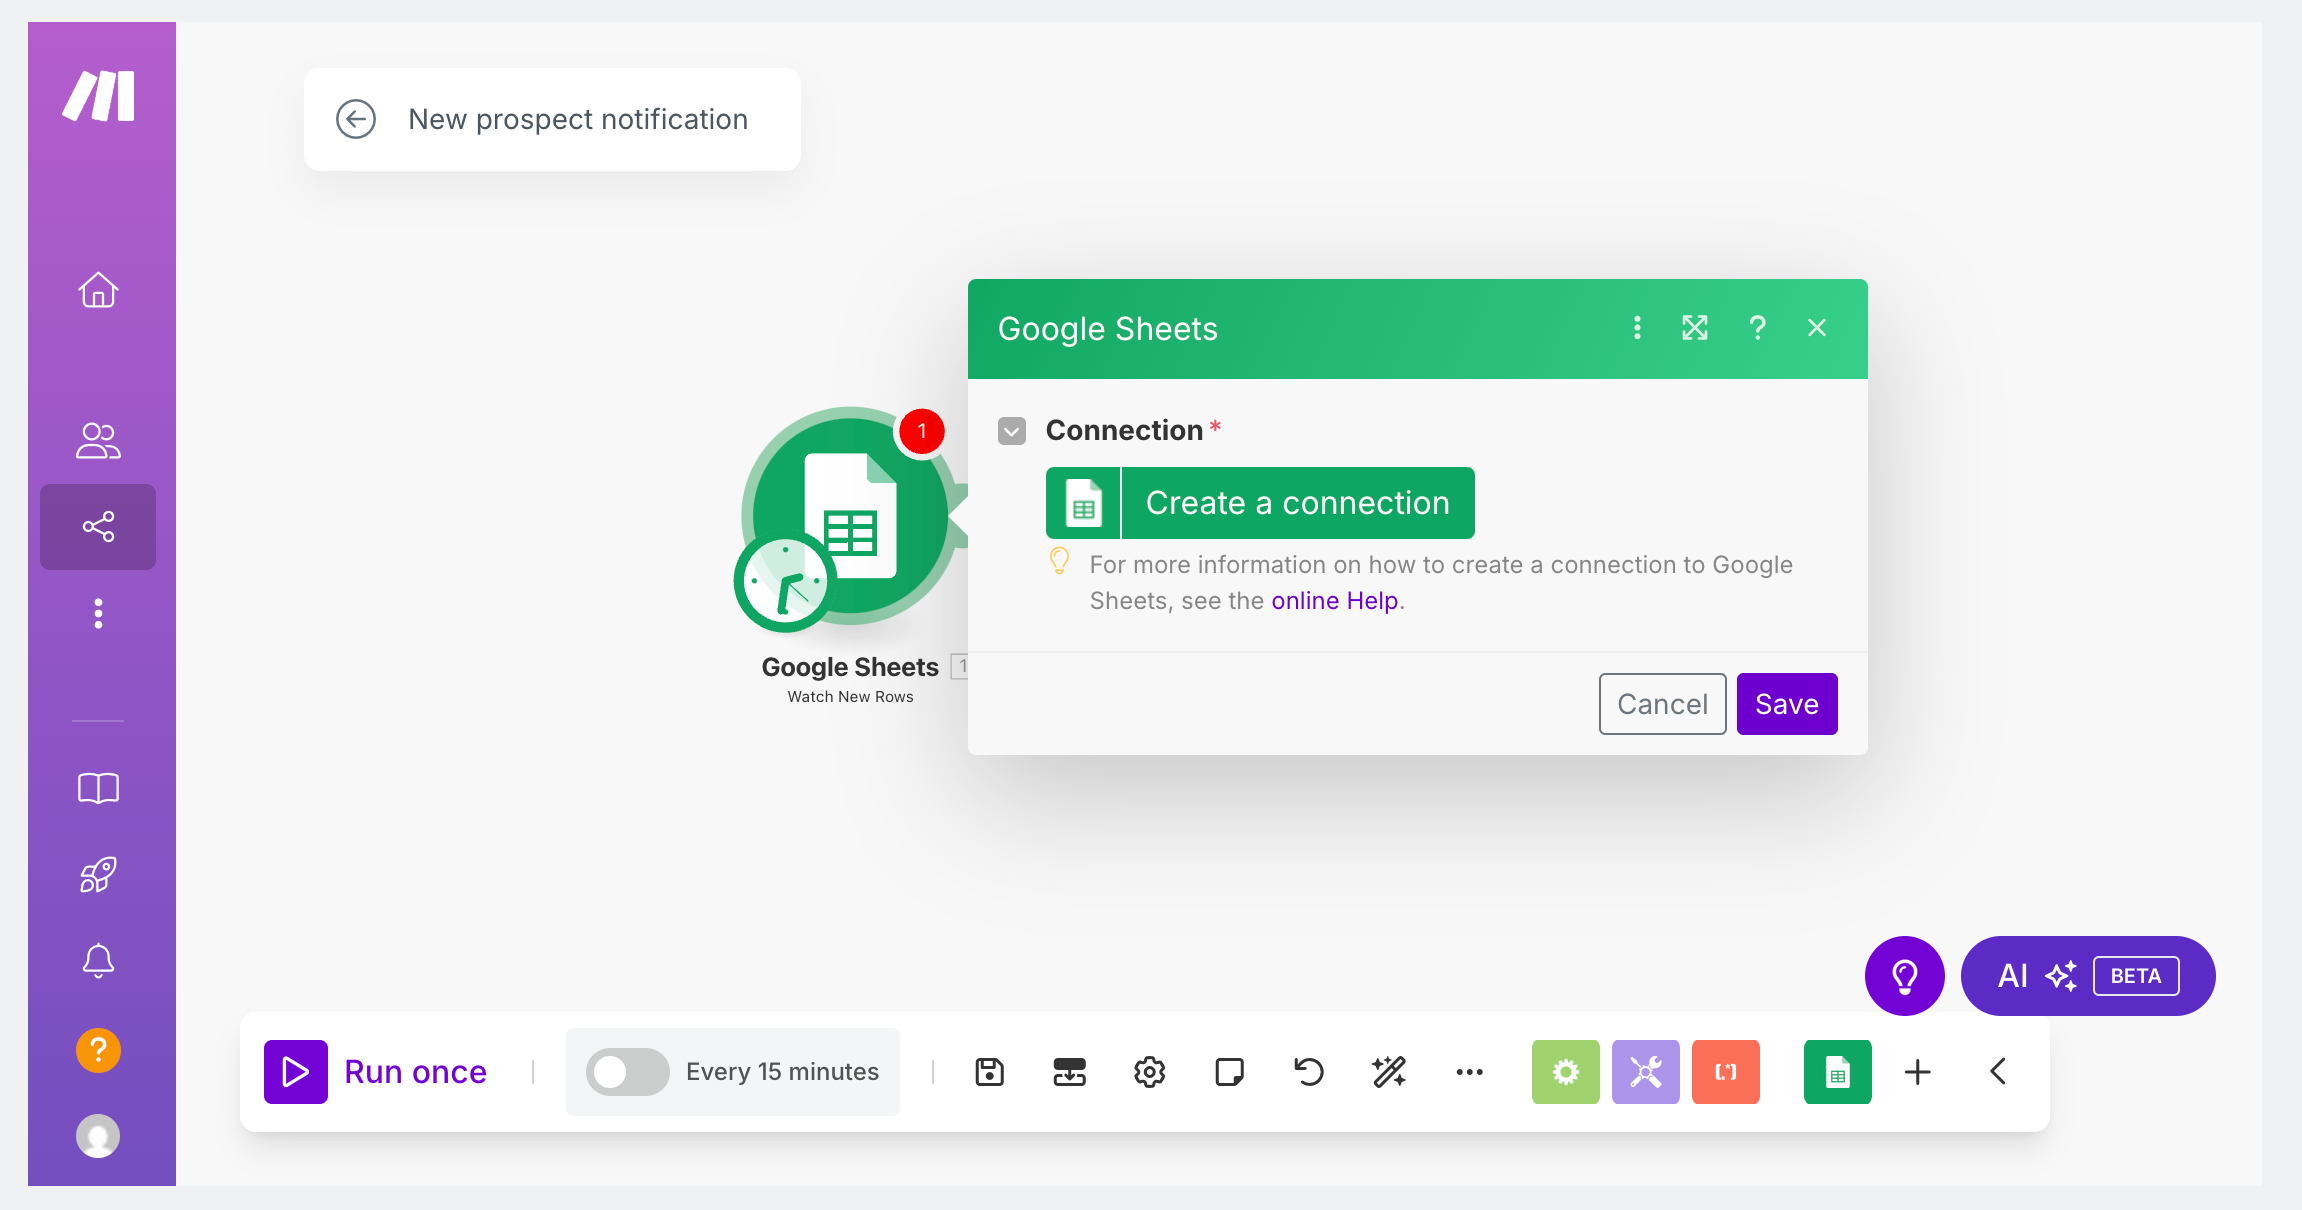 New prospect notification
Google Sheets
?
Connection *
Create a connection
For more information on how to create a connection to Google
Sheets, see the online Help.
Cancel
Save
1
Google Sheets 1
Watch New Rows
?
AI BETA
Run once
Every 15 minutes
[.*]